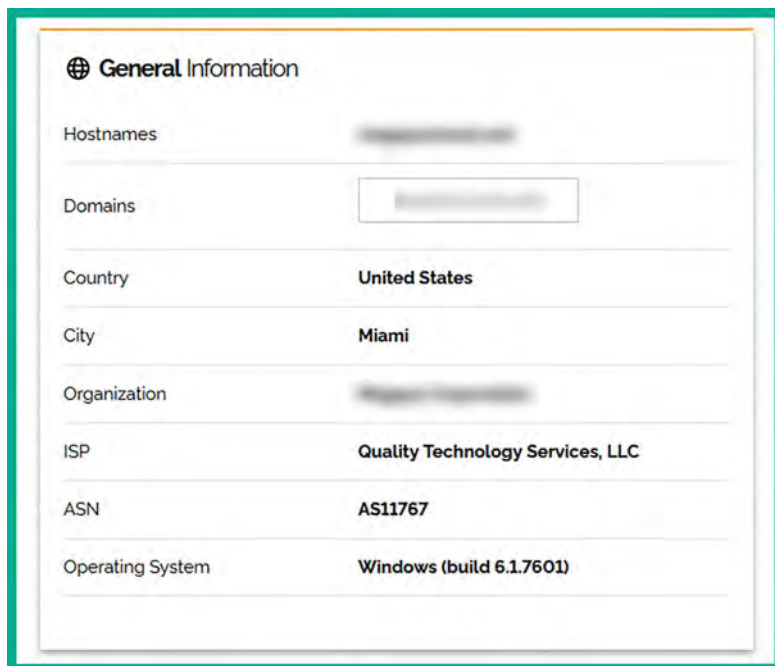 General Information
Hostnames
Domains
Country United States
City Miami
Organization
ISP Quality Technology Services, LLC
ASN AS11767
Operating System Windows (build 6.1.7601)